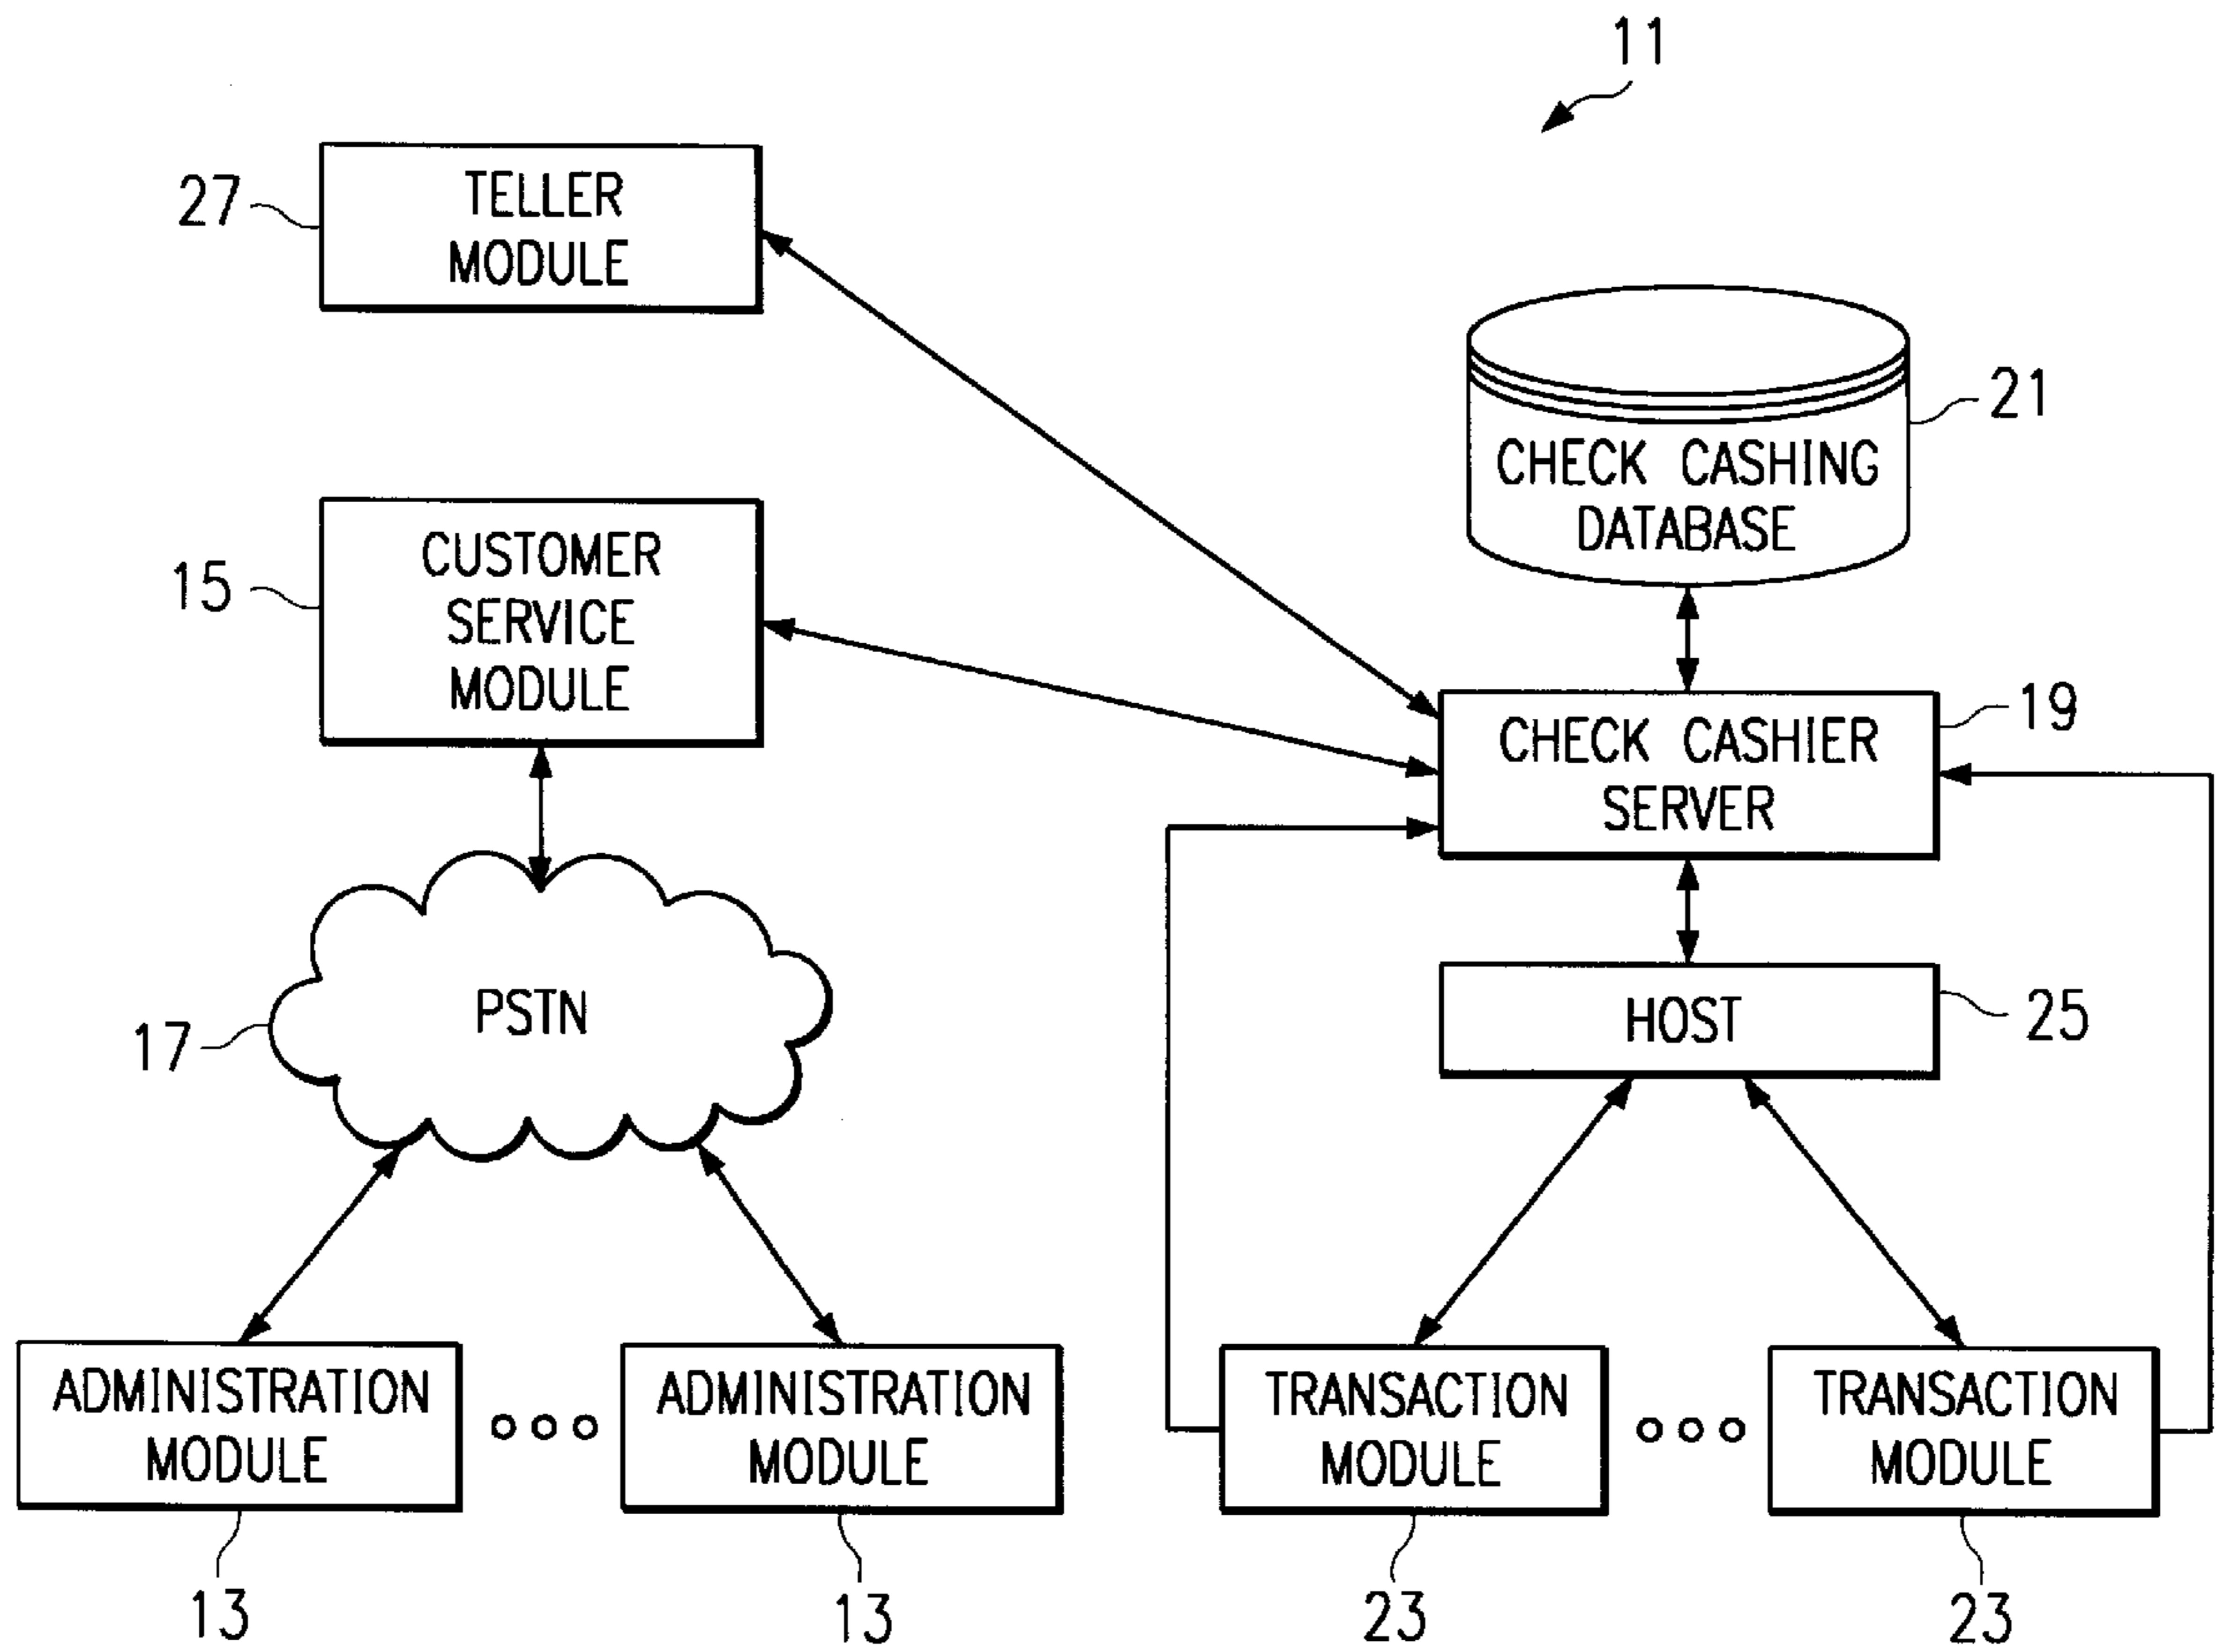 11
27
TELLER
MODULE
21
CHECK CASHING
DATABASE
15
CUSTOMER
SERVICE
MODULE
19
CHECK CASHIER
SERVER
17
PSTN
HOST
25
ADMINISTRATION
MODULE
ADMINISTRATION
MODULE
TRANSACTION
MODULE
TRANSACTION
MODULE
13
13
23
23